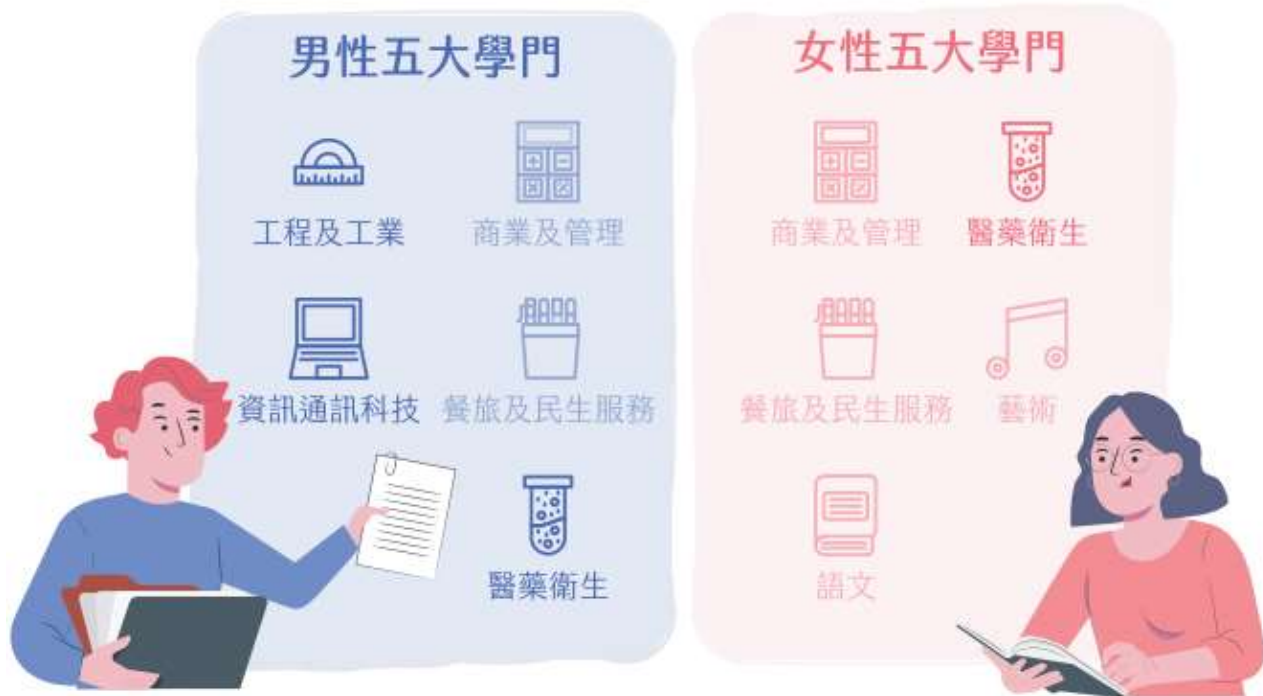 男性五大學門
工程及工業
商業及管理
資訊通訊科技
餐旅及民生服務
醫藥衛生
女性五大學門
商業及管理
醫藥衛生
餐旅及民生服務
藝術
語文